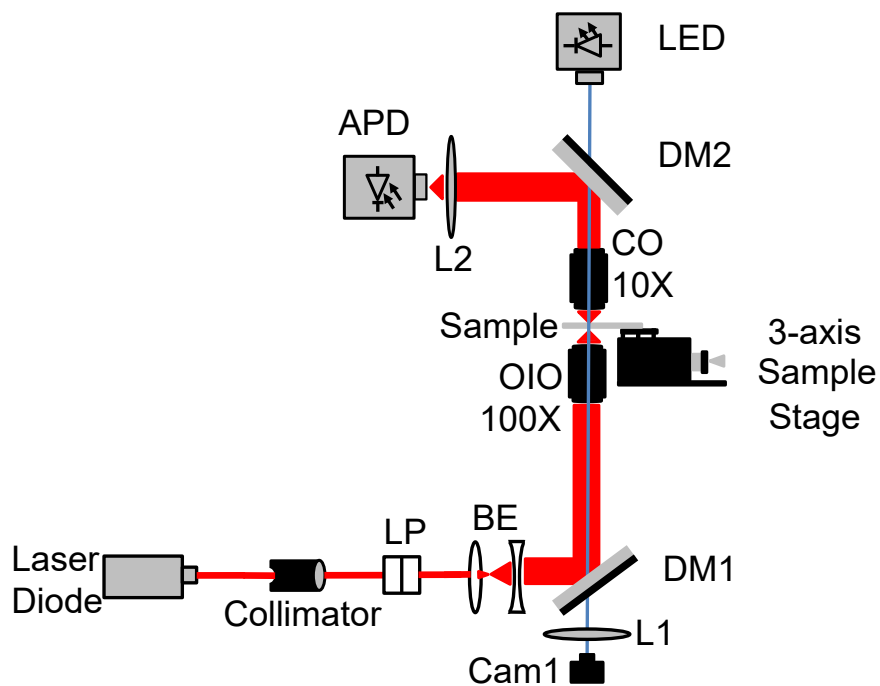 LED
APD
DM2
L2
CO
10X
Sample
3-axis
Sample
Stage
OIO
100X
BE
LP
Laser
Diode
Collimator
DM1
L1
Cam1